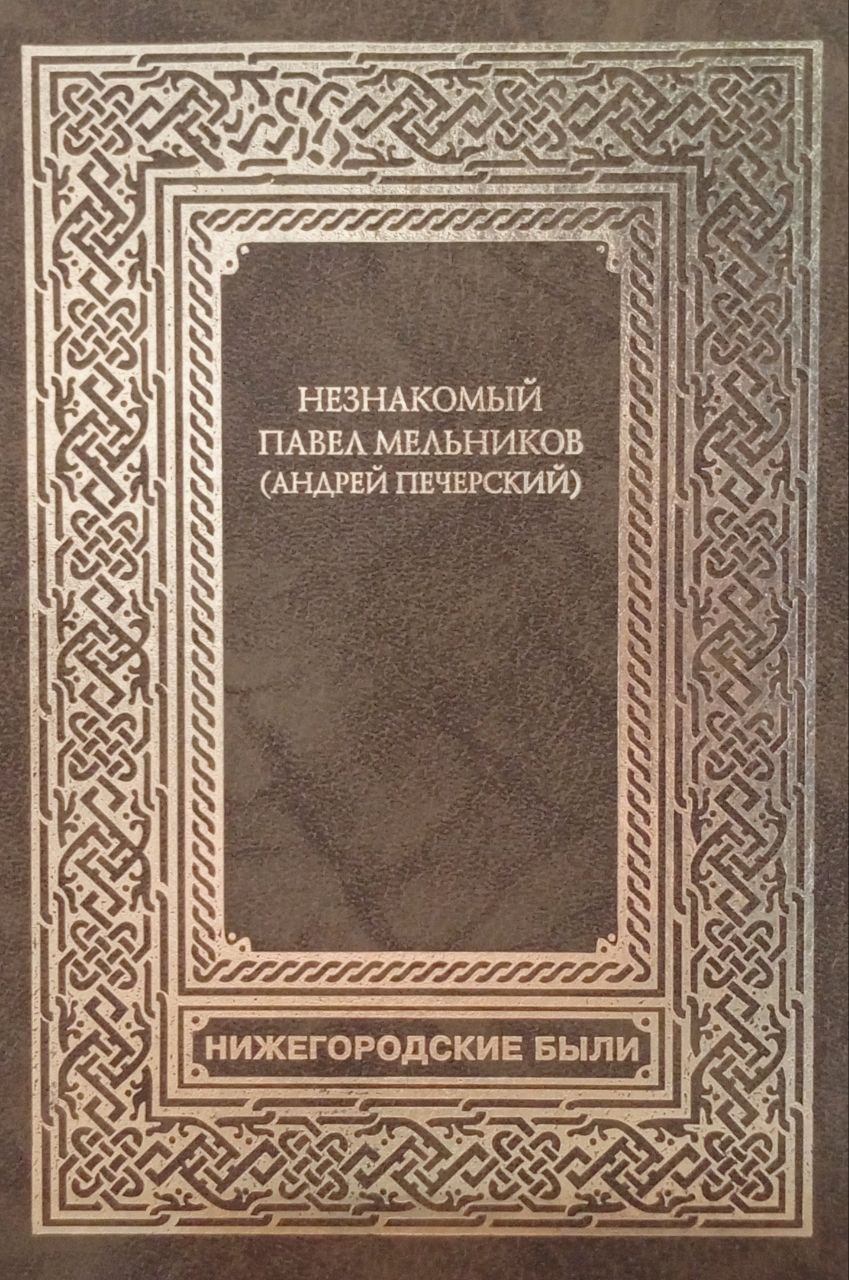 НЕЗНАКОМЫЙ
ПАВЕЛ МЕЛЬНИКОВ
(АНДРЕЙ ПЕЧЕРСКИЙ)
НИЖЕГОРОДСКИЕ БЫЛИ